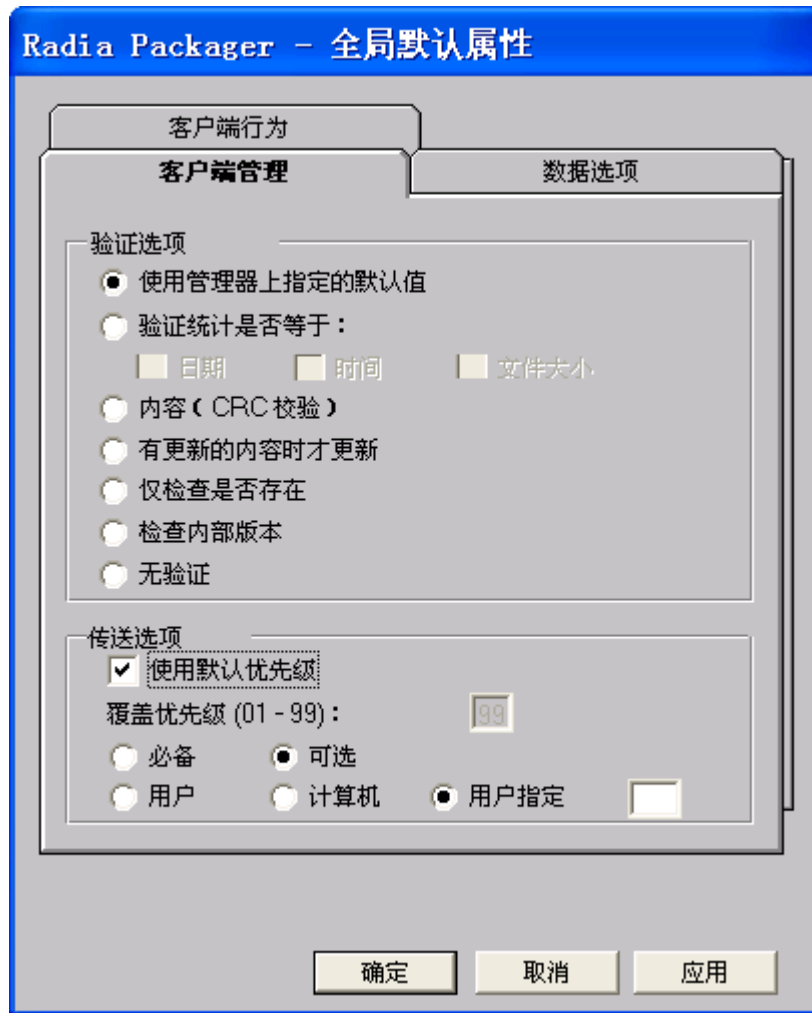 Radia Packager - 全局默认属性
客户端行为
客户端管理 数据选项
验证选项
使用管理器上指定的默认值
验证统计是否等于：
日期 时间 文件大小
内容（CRC 校验）
有更新的内容时才更新
仅检查是否存在
检查内部版本
无验证
传送选项
使用默认优先级
覆盖优先级 (01 - 99)： 99
必备 可选
用户 计算机 用户指定
确定 取消 应用